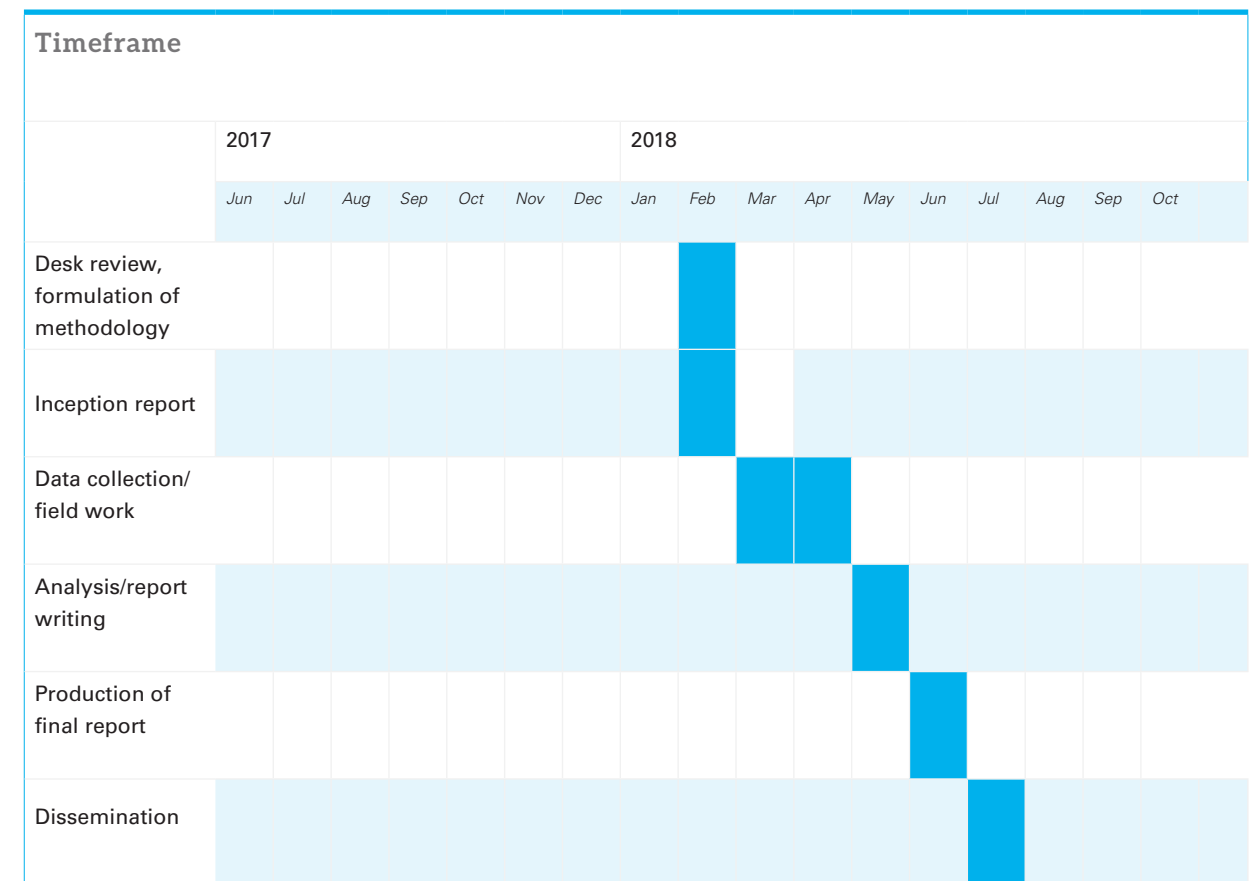 Timeframe
2017 2018
Jun Jul Aug Sep Oct Nov Dec Jan Feb Mar Apr May Jun Jul Aug Sep Oct
Desk review,
formulation of
methodology
Inception report
Data collection/
field work
Analysis/report
writing
Production of
final report
Dissemination